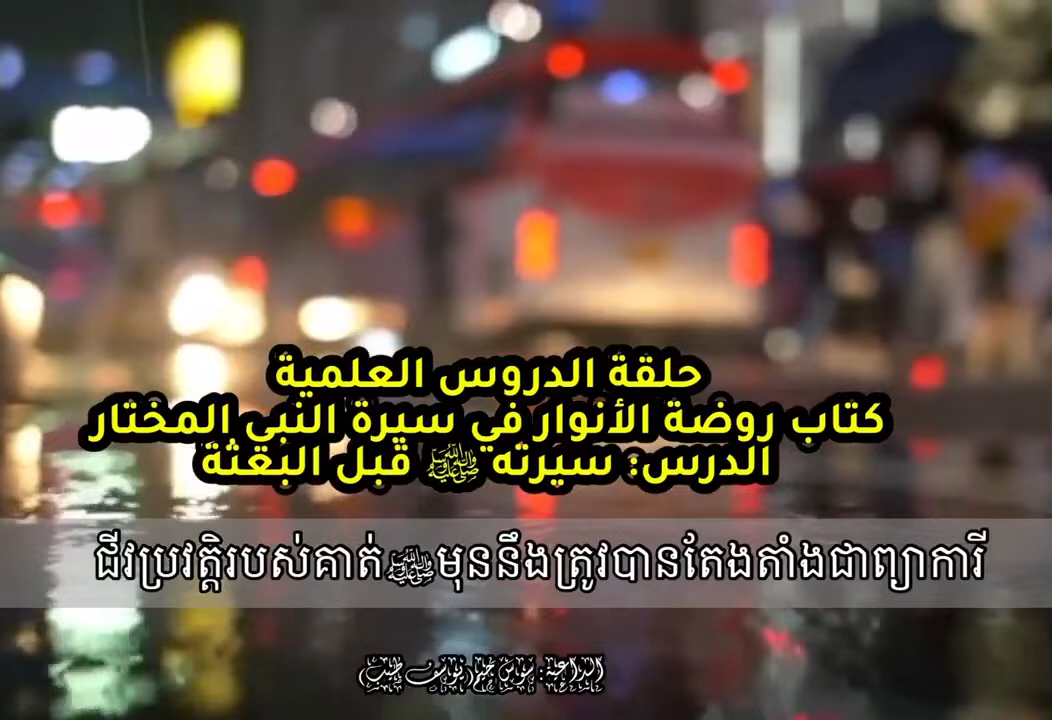 حلقة الدروس العلمية
كتاب روضة الأنوار في سيرة النبي المختار
الدرس: سيرته ﷺ قبل البعثة
ជីវប្រវត្តិរបស់គាត់ﷺមុននឹងត្រូវបានតែងតាំងជាព្យាការី
الداعية: